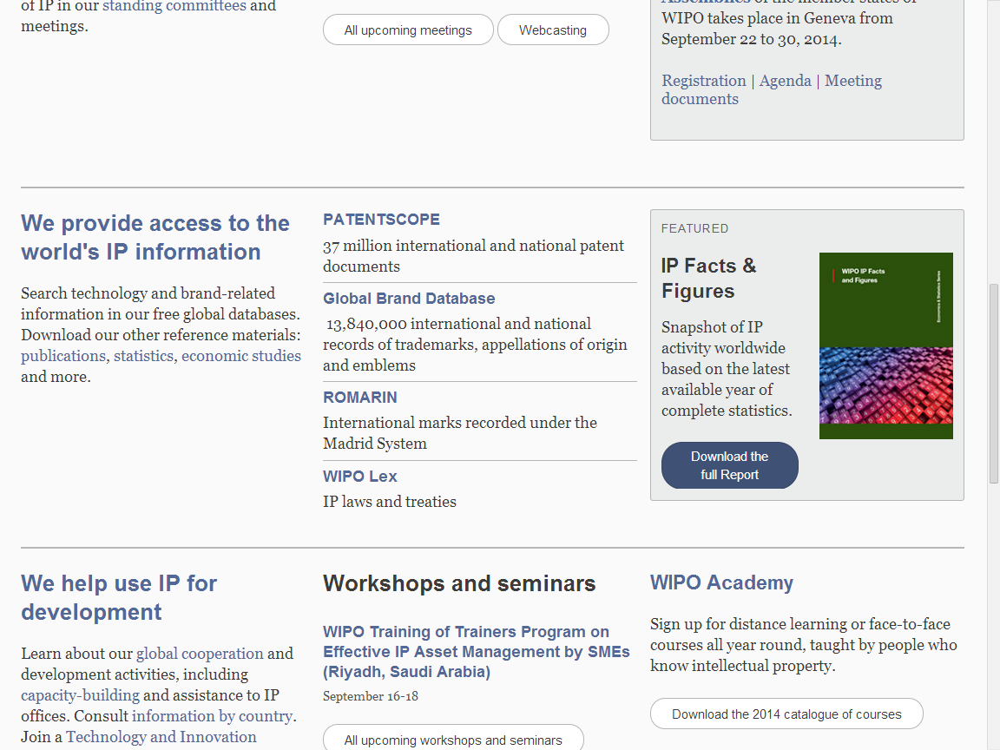 of IP in our standing committees and
meetings.
All upcoming meetings
Webcasting
Assemblies of the member states of
WIPO takes place in Geneva from
September 22 to 30, 2014.
Registration | Agenda | Meeting
documents
We provide access to the
world's IP information
Search technology and brand-related
information in our free global databases.
Download our other reference materials:
publications, statistics, economic studies
and more.
PATENTSCOPE
37 million international and national patent
documents
Global Brand Database
13,840,000 international and national
records of trademarks, appellations of origin
and emblems
ROMARIN
International marks recorded under the
Madrid System
WIPO Lex
IP laws and treaties
FEATURED
IP Facts &
Figures
Snapshot of IP
activity worldwide
based on the latest
available year of
complete statistics.
WIPO IP Facts
and Figures
Economics & Statistics Series
Download the
full Report
We help use IP for
development
Learn about our global cooperation and
development activities, including
capacity-building and assistance to IP
offices. Consult information by country.
Join a Technology and Innovation
Workshops and seminars
WIPO Training of Trainers Program on
Effective IP Asset Management by SMEs
(Riyadh, Saudi Arabia)
September 16-18
All upcoming workshops and seminars
WIPO Academy
Sign up for distance learning or face-to-face
courses all year round, taught by people who
know intellectual property.
Download the 2014 catalogue of courses